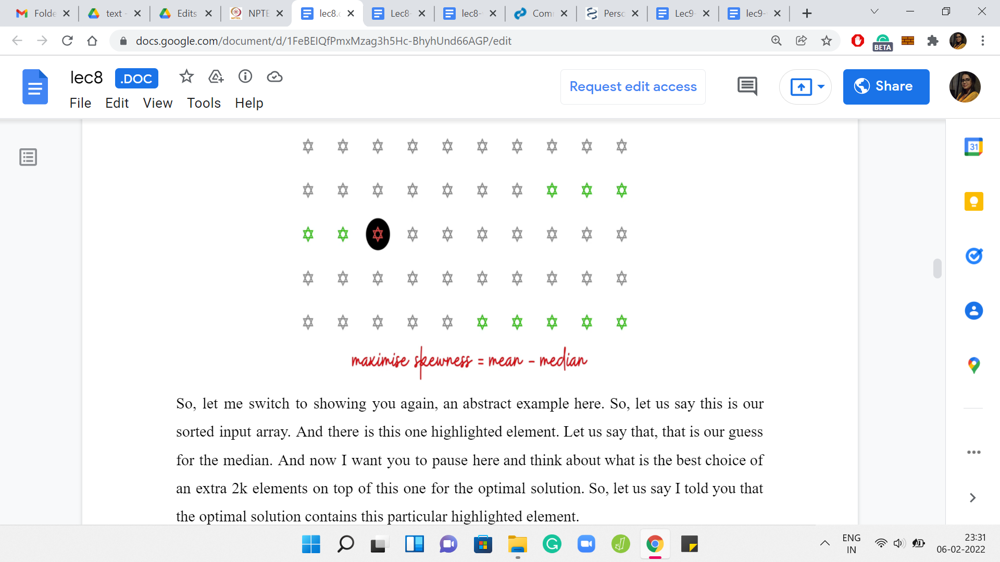 Folde
text -
Edits
NPTE
lec8.c
Lec8-
lec8-
Com
Perso
Lec9-
lec9-
docs.google.com/document/d/1FeBEIQfPmxMzag3h5Hc-BhyhUnd66AGP/edit
BETA
lec8
.DOC
Request edit access
Share
File Edit View Tools Help
31
maximise skewness = mean - median
So, let me switch to showing you again, an abstract example here. So, let us say this is our
sorted input array. And there is this one highlighted element. Let us say that, that is our guess
for the median. And now I want you to pause here and think about what is the best choice of
an extra 2k elements on top of this one for the optimal solution. So, let us say I told you that
the optimal solution contains this particular highlighted element.
ENG
IN
23:31
06-02-2022